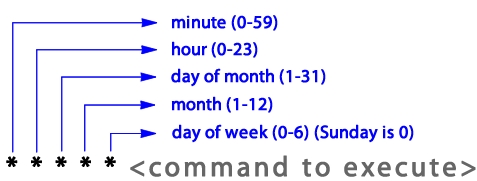 minute (0-59)
hour (0-23)
day of month (1-31)
month (1-12)
day of week (0-6) (Sunday is 0)
* * * * * <command to execute>